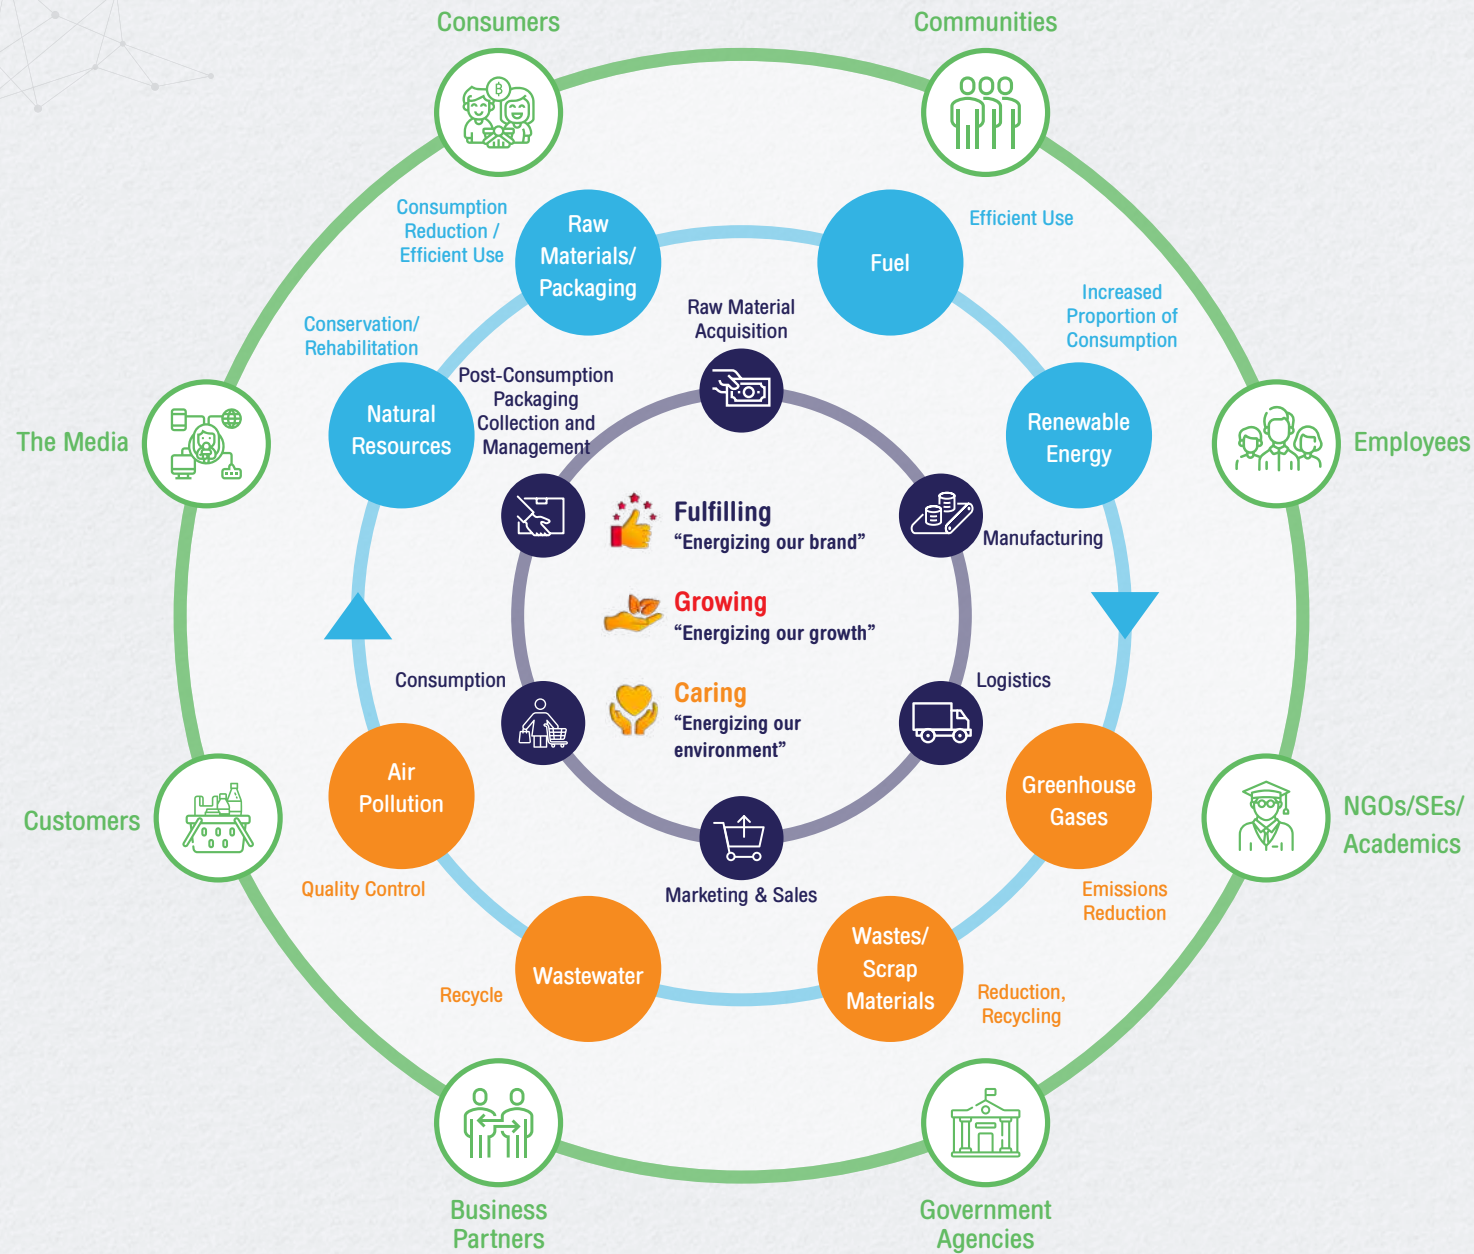 Consumers
Communities
฿
Consumption
Reduction /
Efficient Use
Raw
Materials/
Packaging
Fuel
Efficient Use
Increased
Proportion of
Consumption
Conservation/
Rehabilitation
Raw Material
Acquisition
Natural
Resources
Post-Consumption
Packaging
Collection and
Management
Renewable
Energy
The Media
Employees
Fulfilling
“Energizing our brand”
Manufacturing
Growing
“Energizing our growth”
Consumption
Logistics
Caring
“Energizing our
environment”
Air
Pollution
Greenhouse
Gases
Customers
NGOs/SEs/
Academics
Quality Control
Marketing & Sales
Emissions
Reduction
Wastewater
Recycle
Wastes/
Scrap
Materials
Reduction,
Recycling
Business
Partners
Government
Agencies